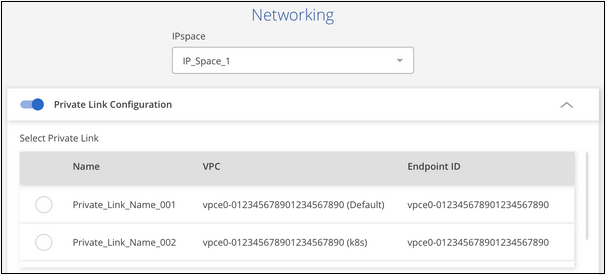 Networking
IPspace
IP_Space_1
Private Link Configuration
Select Private Link
Name VPC Endpoint ID
Private_Link_Name_001 vpce0-012345678901234567890 (Default) vpce0-012345678901234567890
Private_Link_Name_002 vpce0-012345678901234567890 (k8s) vpce0-012345678901234567890